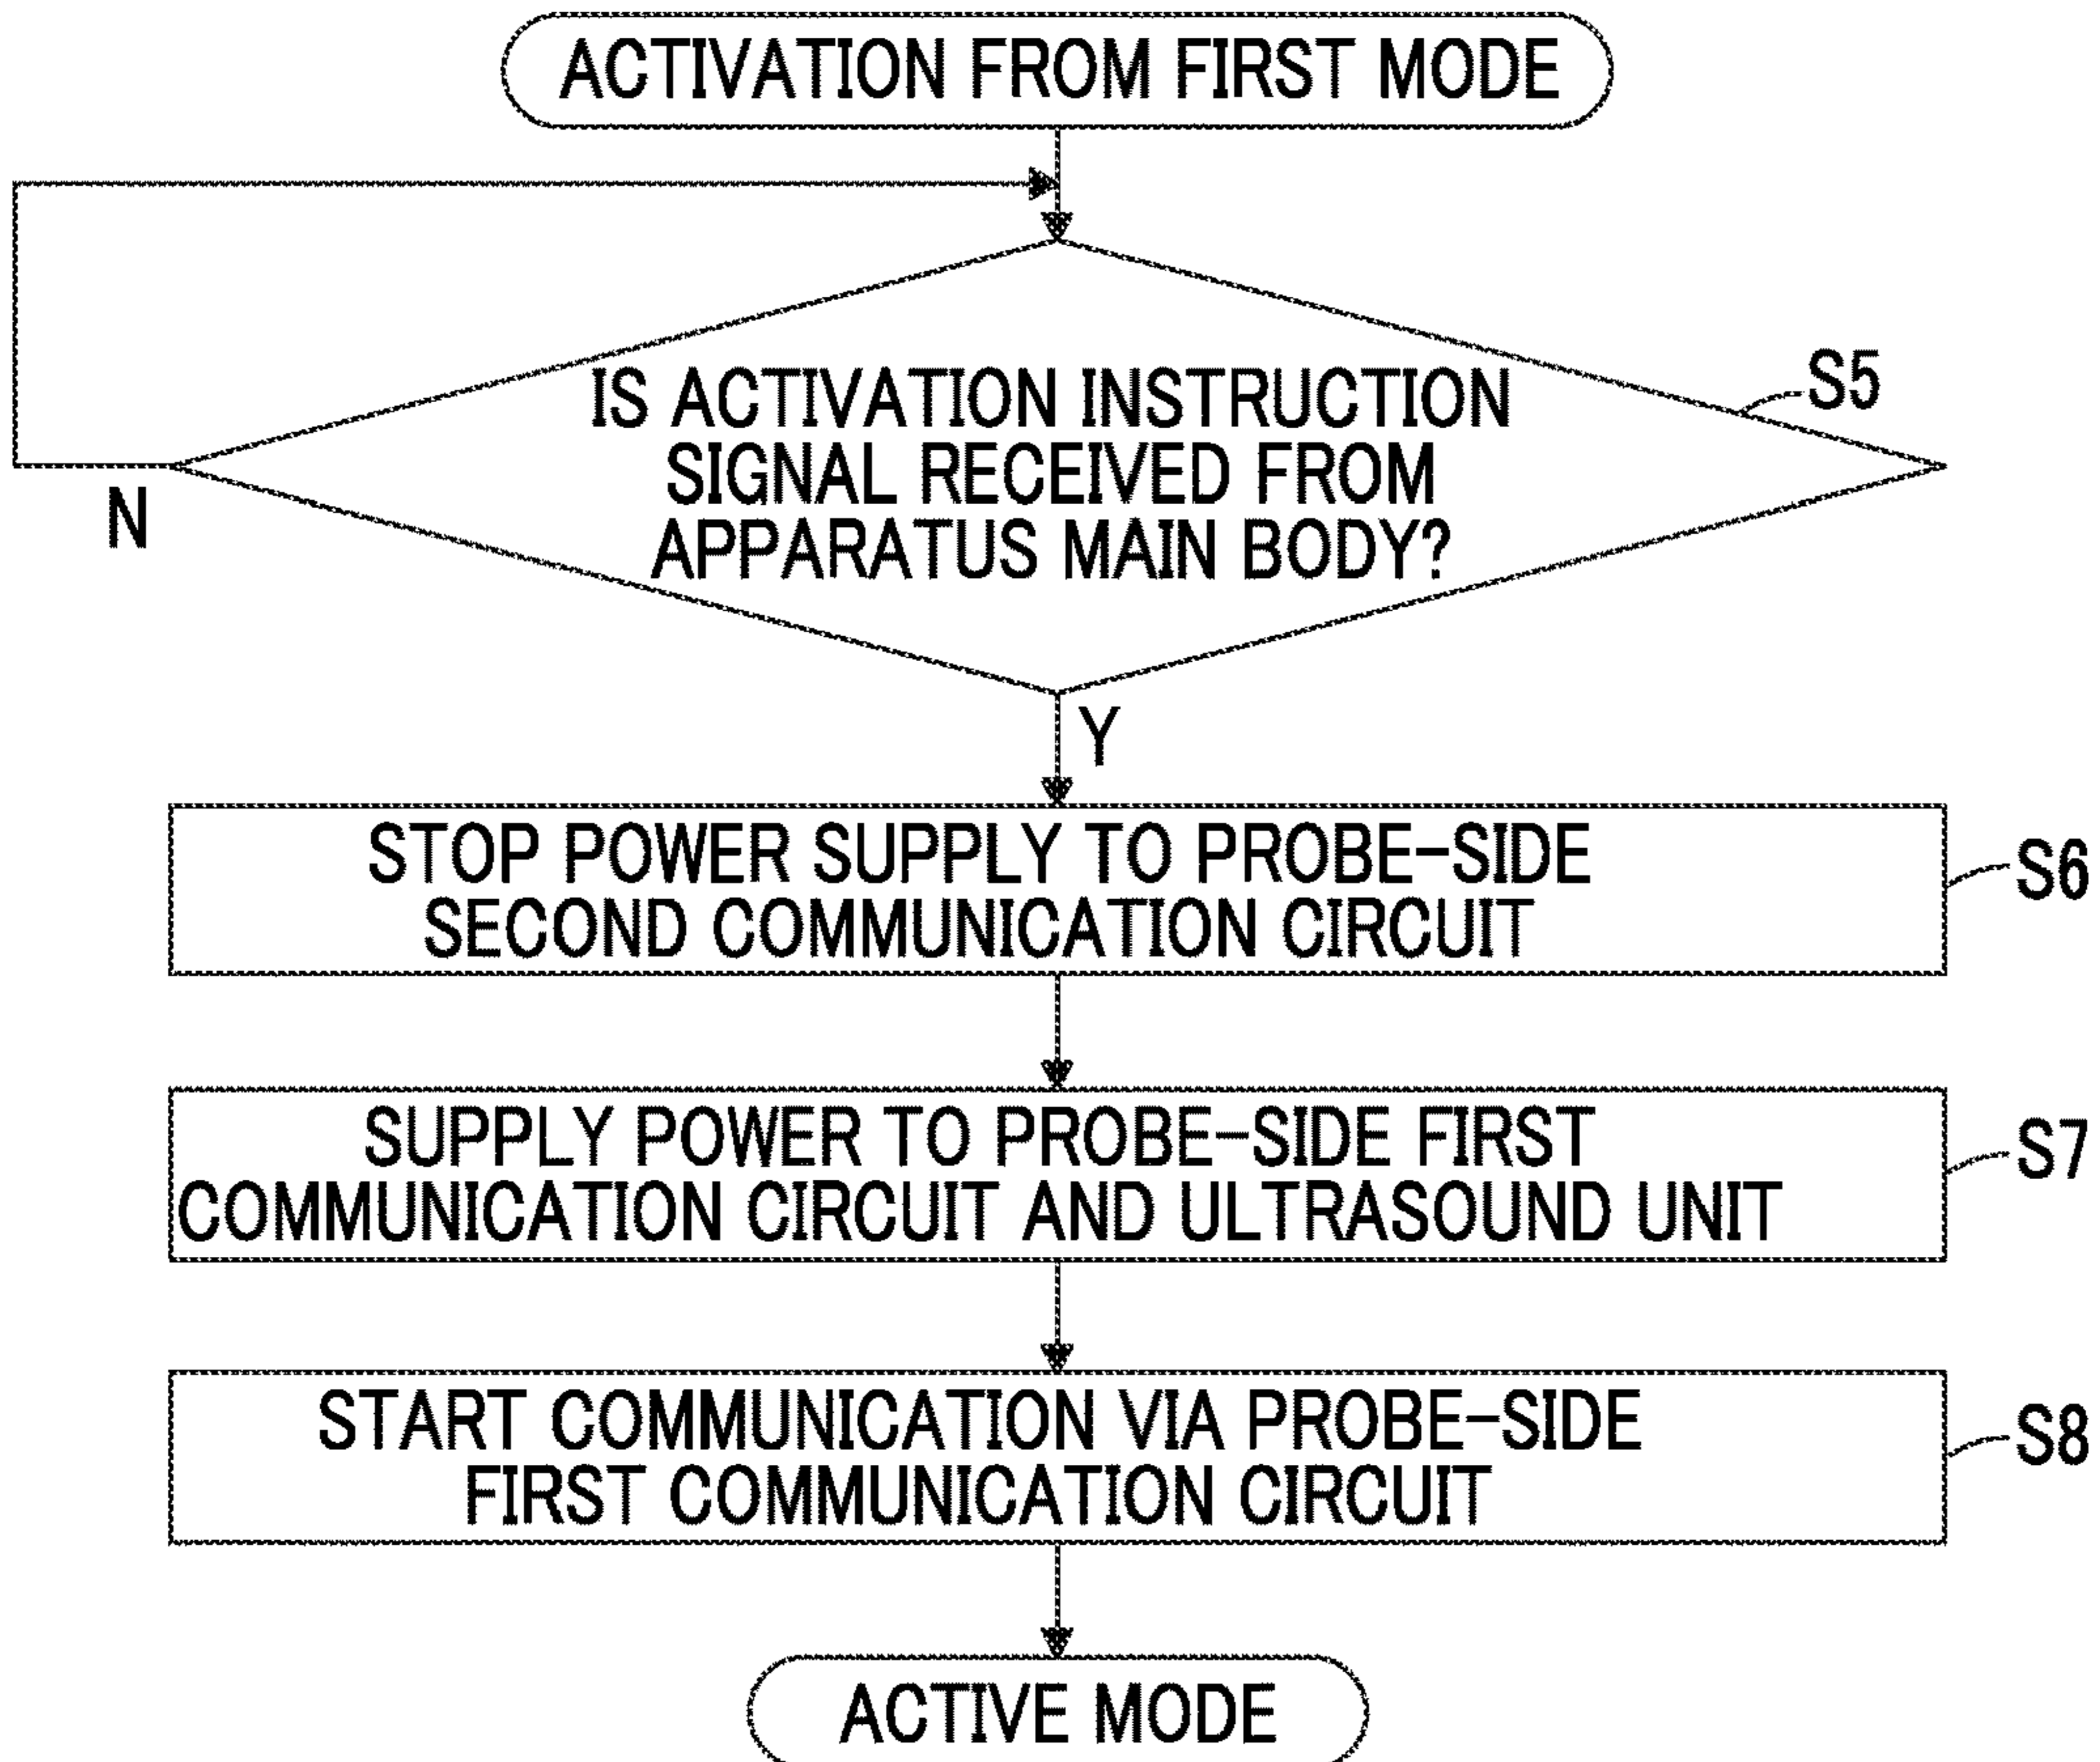 ACTIVATION FROM FIRST MODE
IS ACTIVATION INSTRUCTION
SIGNAL RECEIVED FROM
APPARATUS MAIN BODY?
S5
N
Y
STOP POWER SUPPLY TO PROBE-SIDE
SECOND COMMUNICATION CIRCUIT
S6
SUPPLY POWER TO PROBE-SIDE FIRST
COMMUNICATION CIRCUIT AND ULTRASOUND UNIT
S7
START COMMUNICATION VIA PROBE-SIDE
FIRST COMMUNICATION CIRCUIT
S8
ACTIVE MODE